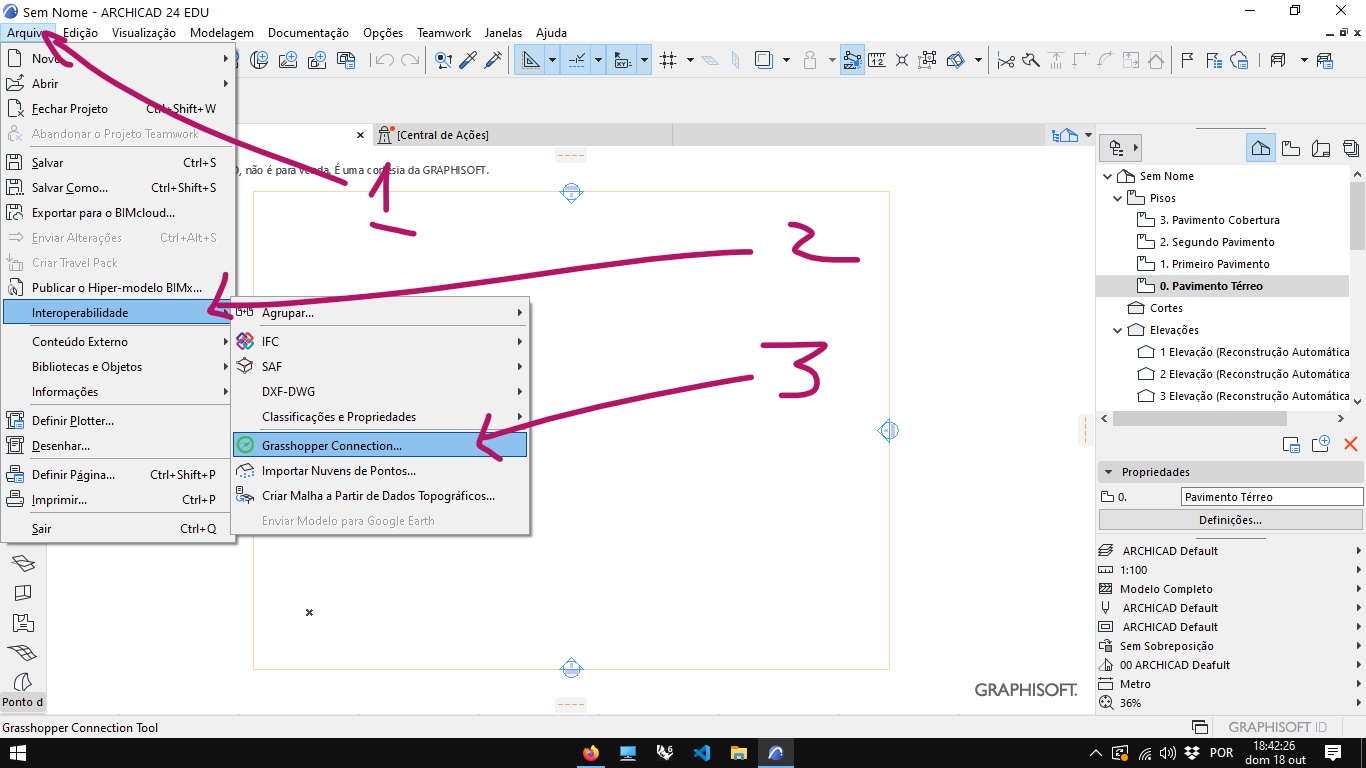 Sem Nome - ARCHICAD 24 EDU
Arquivo Edição Visualização Modelagem Documentação Opções Teamwork Janelas Ajuda
Novo
Abrir
Fechar Projeto Ctrl+Shift+W
Abandonar o Projeto Teamwork
Salvar Ctrl+S
Salvar Como... Ctrl+Shift+S
Exportar para o BIMcloud...
Enviar Alterações Ctrl+Alt+S
Criar Travel Pack
Publicar o Hiper-modelo BIMx...
Interoperabilidade
Conteúdo Externo
Bibliotecas e Objetos
Informações
Definir Plotter...
Desenhar...
Definir Página... Ctrl+Shift+P
Imprimir... Ctrl+P
Sair Ctrl+Q
Agrupar...
IFC
SAF
DXF-DWG
Classificações e Propriedades
Grasshopper Connection...
Importar Nuvens de Pontos...
Criar Malha a Partir de Dados Topográficos...
Enviar Modelo para Google Earth
[Central de Ações]
, não é para venda. É uma cortesia da GRAPHISOFT.
1
2
3
GRAPHISOFT.
Sem Nome
Pisos
3. Pavimento Cobertura
2. Segundo Pavimento
1. Primeiro Pavimento
0. Pavimento Térreo
Cortes
Elevações
1 Elevação (Reconstrução Automática
2 Elevação (Reconstrução Automática
3 Elevação (Reconstrução Automática
Propriedades
0. Pavimento Térreo
Definições...
ARCHICAD Default
1:100
Modelo Completo
ARCHICAD Default
ARCHICAD Default
Sem Sobreposição
00 ARCHICAD Deafult
Metro
36%
Ponto d
Grasshopper Connection Tool
GRAPHISOFT ID
POR
18:42:26
dom 18 out